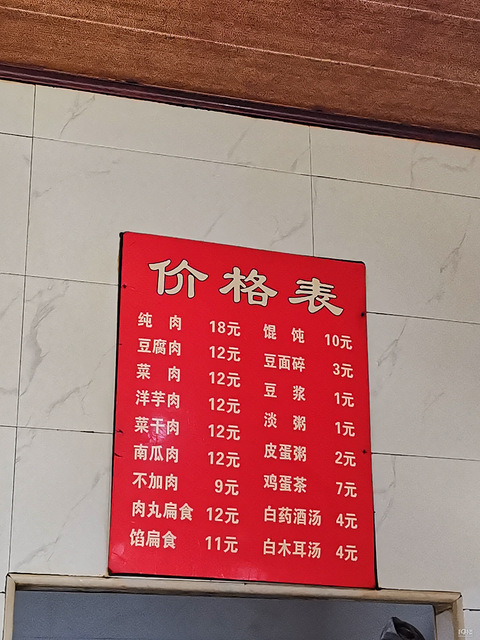 价格表
纯肉 18元
豆腐肉 12元
菜肉 12元
洋芋肉 12元
菜干肉 12元
南瓜肉 12元
不加肉 9元
肉丸扁食 12元
馅扁食 11元
馄饨 10元
豆面碎 3元
豆浆 1元
淡粥 1元
皮蛋粥 2元
鸡蛋茶 7元
白药酒汤 4元
白木耳汤 4元